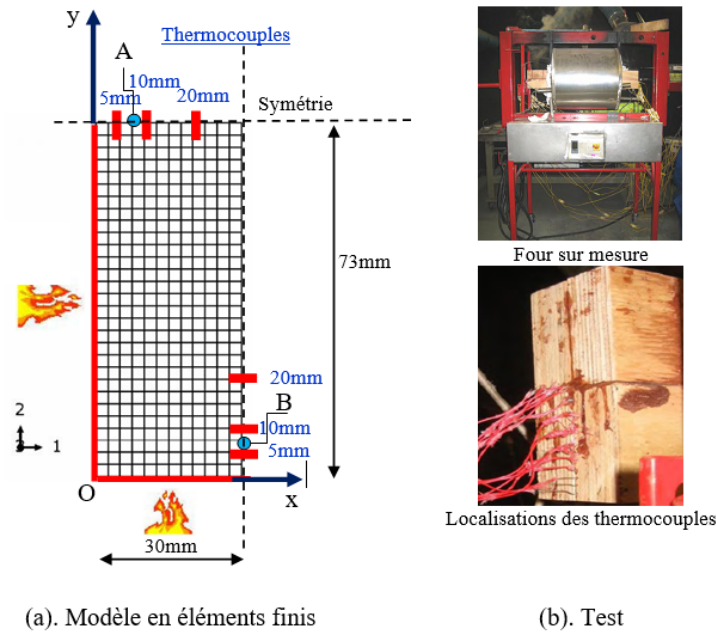 y
Thermocouples
A
10mm
5mm
20mm
Symétrie
73mm
20mm
B
10mm
5mm
2
3
1
O
x
30mm
(a). Modèle en éléments finis
Four sur mesure
Localisations des thermocouples
(b). Test